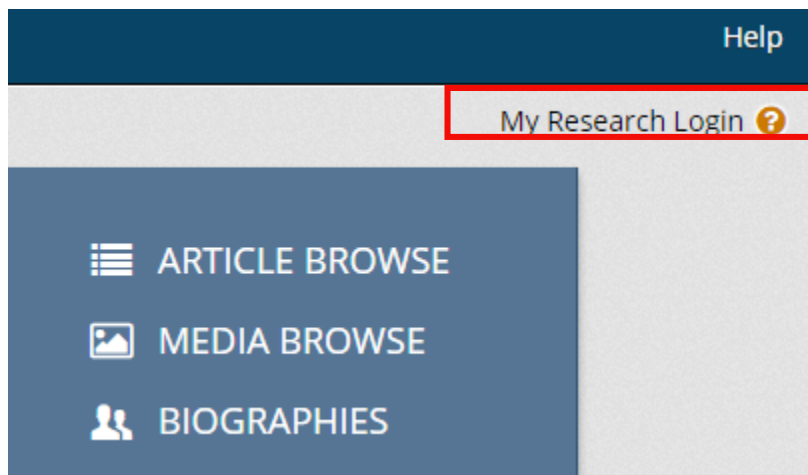 Help
My Research Login
ARTICLE BROWSE
MEDIA BROWSE
BIOGRAPHIES